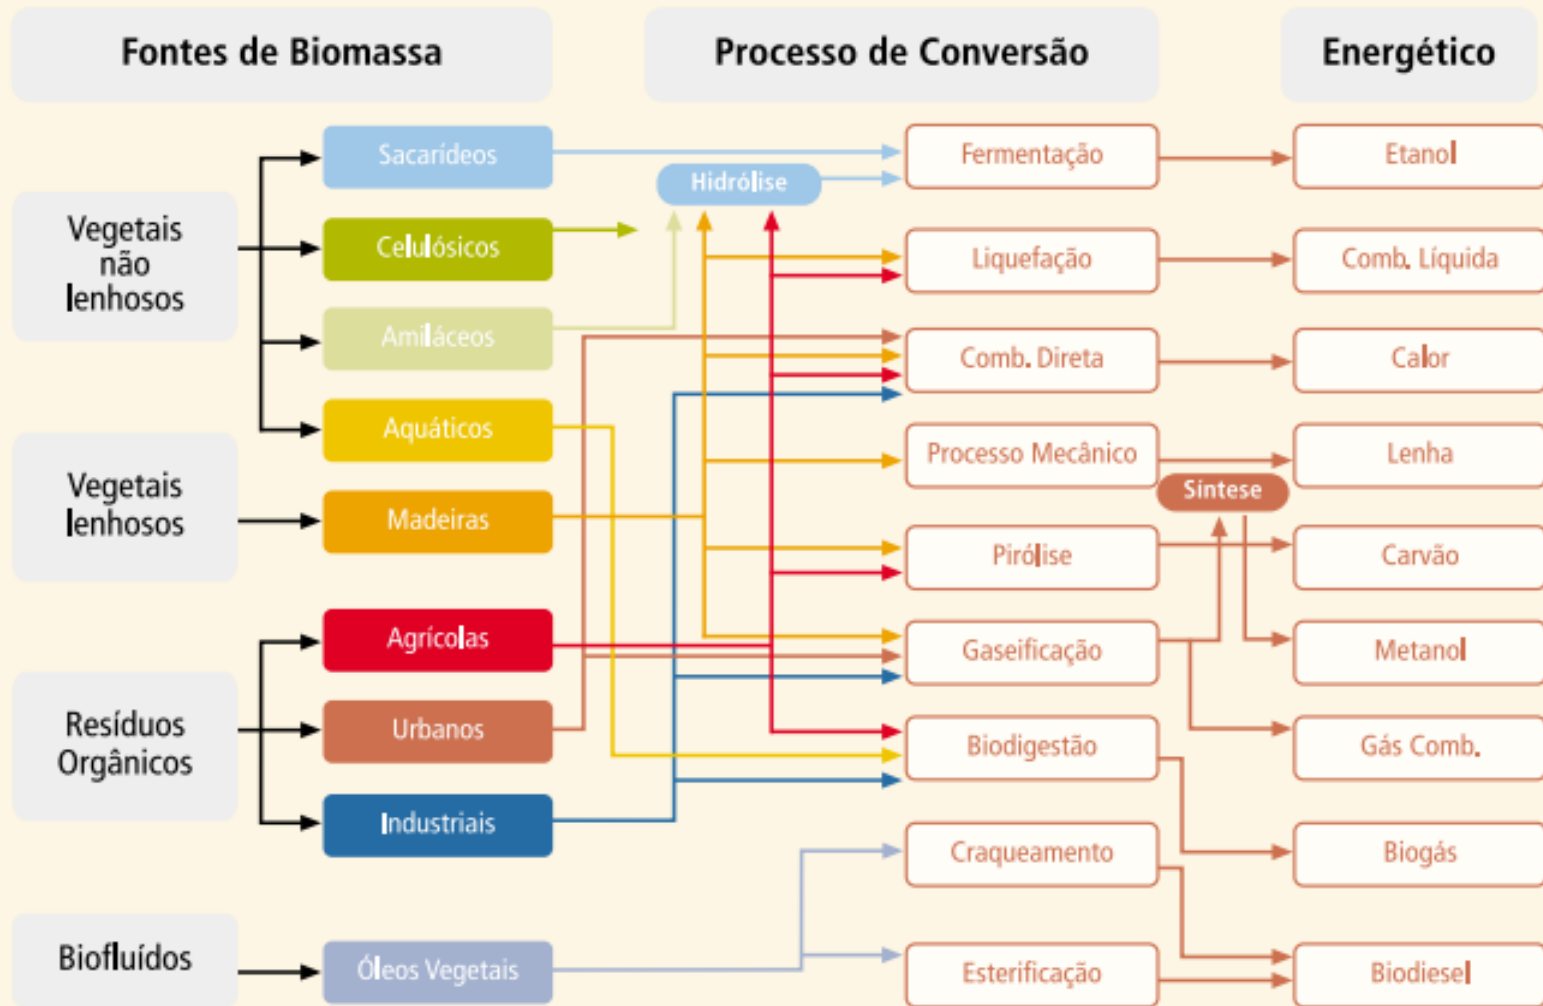 Fontes de Biomassa
Processo de Conversão
Energético
Vegetais
não
lenhosos
Vegetais
lenhosos
Resíduos
Orgânicos
Biofluídos
Sacarídeos
Celulósicos
Amiláceos
Aquáticos
Madeiras
Agrícolas
Urbanos
Industriais
Óleos Vegetais
Hidrólise
Fermentação
Liquefação
Comb. Direta
Processo Mecânico
Síntese
Pirólise
Gaseificação
Biodigestão
Craqueamento
Esterificação
Etanol
Comb. Líquida
Calor
Lenha
Carvão
Metanol
Gás Comb.
Biogás
Biodiesel